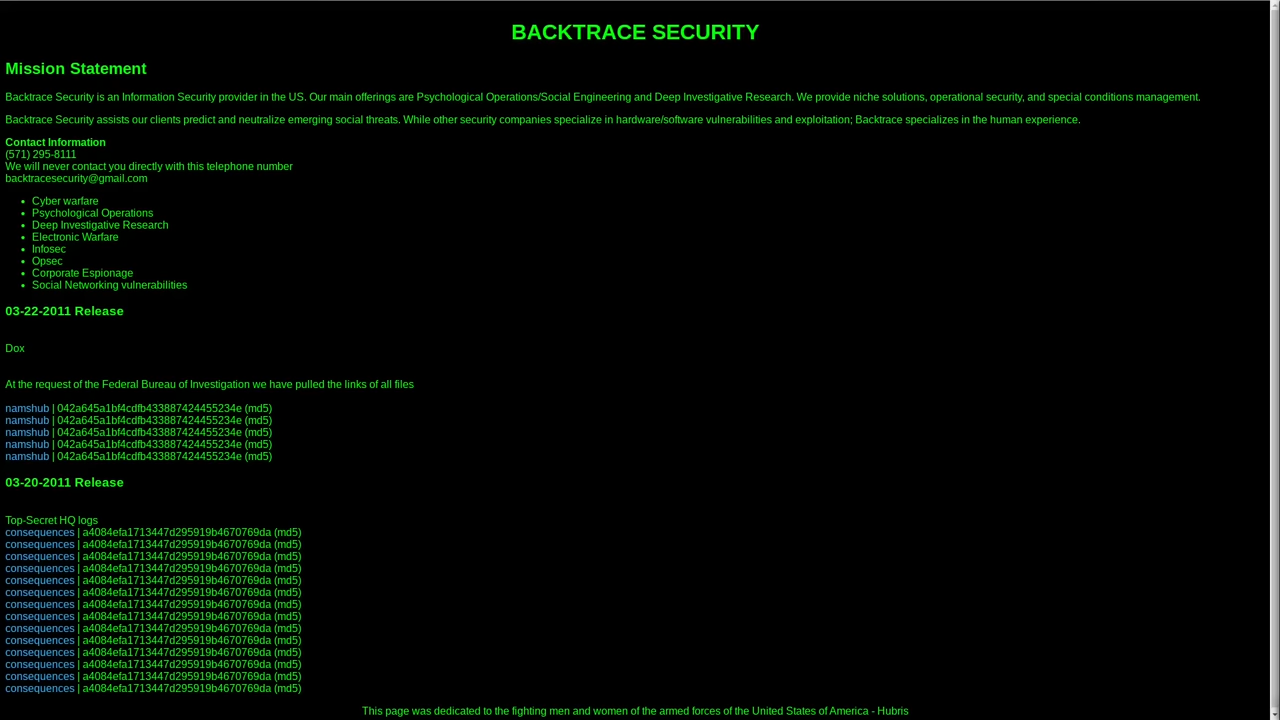 BACKTRACE SECURITY
Mission Statement
Backtrace Security is an Information Security provider in the US. Our main offerings are Psychological Operations/Social Engineering and Deep Investigative Research. We provide niche solutions, operational security, and special conditions management.
Backtrace Security assists our clients predict and neutralize emerging social threats. While other security companies specialize in hardware/software vulnerabilities and exploitation; Backtrace specializes in the human experience.
Contact Information
(571) 295-8111
We will never contact you directly with this telephone number
backtracesecurity@gmail.com
• Cyber warfare
• Psychological Operations
• Deep Investigative Research
• Electronic Warfare
• Infosec
• Opsec
• Corporate Espionage
• Social Networking vulnerabilities
03-22-2011 Release
Dox
At the request of the Federal Bureau of Investigation we have pulled the links of all files
namshub | 042a645a1bf4cdfb433887424455234e (md5)
namshub | 042a645a1bf4cdfb433887424455234e (md5)
namshub | 042a645a1bf4cdfb433887424455234e (md5)
namshub | 042a645a1bf4cdfb433887424455234e (md5)
namshub | 042a645a1bf4cdfb433887424455234e (md5)
03-20-2011 Release
Top-Secret HQ logs
consequences | a4084efa1713447d295919b4670769da (md5)
consequences | a4084efa1713447d295919b4670769da (md5)
consequences | a4084efa1713447d295919b4670769da (md5)
consequences | a4084efa1713447d295919b4670769da (md5)
consequences | a4084efa1713447d295919b4670769da (md5)
consequences | a4084efa1713447d295919b4670769da (md5)
consequences | a4084efa1713447d295919b4670769da (md5)
consequences | a4084efa1713447d295919b4670769da (md5)
consequences | a4084efa1713447d295919b4670769da (md5)
consequences | a4084efa1713447d295919b4670769da (md5)
consequences | a4084efa1713447d295919b4670769da (md5)
consequences | a4084efa1713447d295919b4670769da (md5)
consequences | a4084efa1713447d295919b4670769da (md5)
consequences | a4084efa1713447d295919b4670769da (md5)
This page was dedicated to the fighting men and women of the armed forces of the United States of America - Hubris